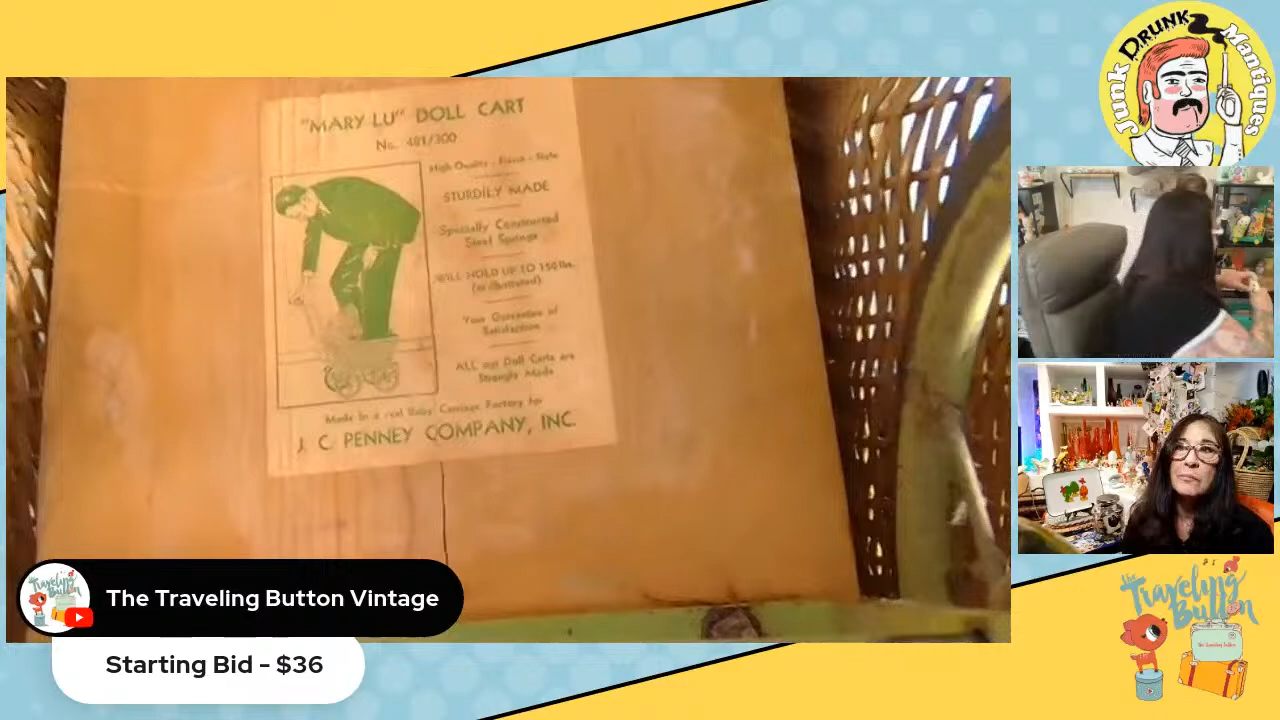 "MARY-LU" DOLL CART
No. 481/300
High Quality - Finish - Style
STURDILY MADE
Specially Constructed
Steel Springs
WILL HOLD UP TO 150 lbs.
(as illustrated)
Your Guarantee of
Satisfaction
ALL our Doll Carts are
Strongly Made
Made in a real Baby Carriage Factory for
J. C. PENNEY COMPANY, INC.
Junk DRUNK Mantiques
The Traveling Button Vintage
Starting Bid - $36
the Traveling Button